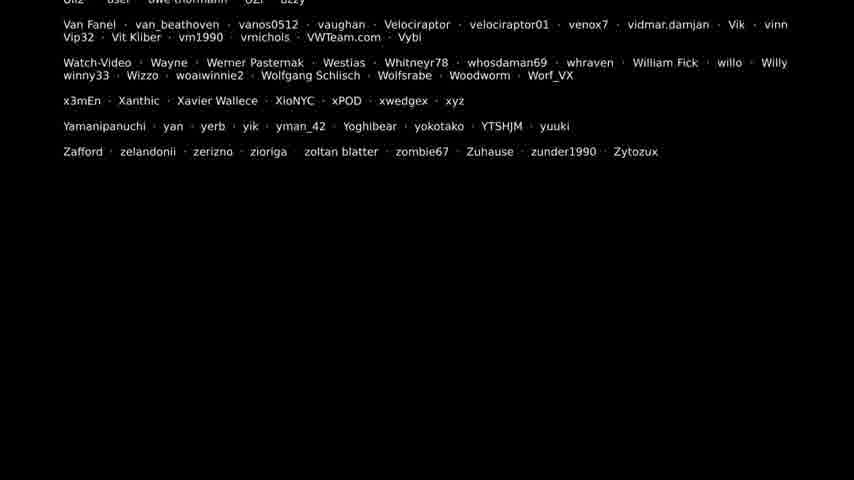 user · uwe thormann · UZI · uzzy
Van Fanel · van_beathoven · vanos0512 · vaughan · Velociraptor · velociraptor01 · venox7 · vidmar.damjan · Vik · vinn
Vip32 · Vit Kliber · vm1990 · vmichols · VWTeam.com · Vybi
Watch-Video · Wayne · Werner Pasternak · Westias · Whitneyr78 · whosdaman69 · whraven · William Fick · willo · Willy
winny33 · Wizzo · woaiwinnie2 · Wolfgang Schlisch · Wolfsrabe · Woodworm · Worf_VX
x3mEn · Xanthic · Xavier Wallece · XioNYC · xPOD · xwedgex · xyz
Yamanipanuchi · yan · yerb · yik · yman_42 · Yoghibear · yokotako · YTSHJM · yuuki
Zafford · zelandonii · zerizno · zioriga · zoltan blatter · zombie67 · Zuhause · zunder1990 · Zytozux